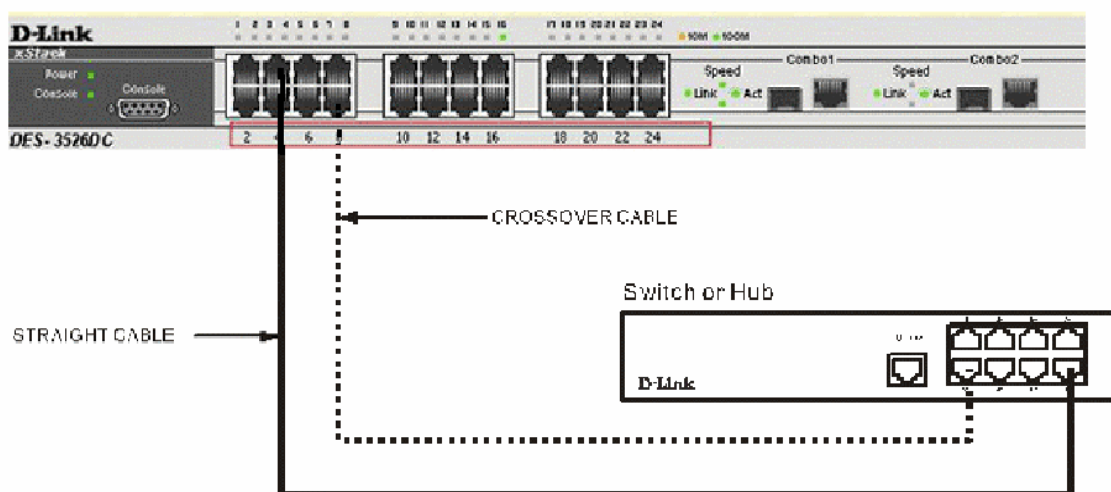 1 2 3 4 5 6 7 8 9 10 11 12 13 14 15 16 17 18 19 20 21 22 23 24
D-Link
10M 100M
xStack
Power
Console
Console
Speed
Combo1
Link Act
Speed
Combo2
Link Act
DES-3526DC
2 4 6 8 10 12 14 16 18 20 22 24
CROSSOVER CABLE
Switch or Hub
STRAIGHT CABLE
D-Link